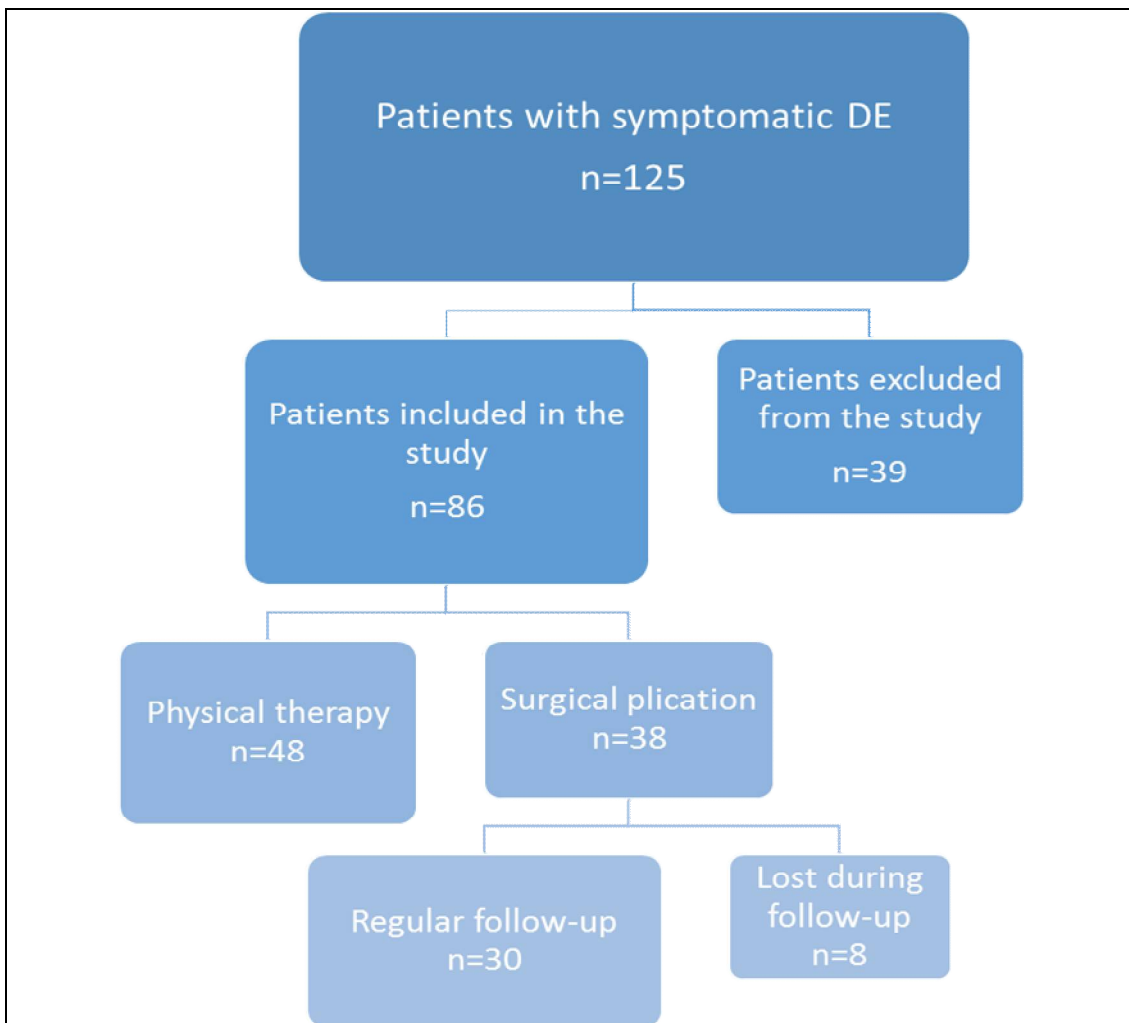 Patients with symptomatic DE
n=125
Patients included in the
study
n=86
Patients excluded
from the study
n=39
Physical therapy
n=48
Surgical plication
n=38
Regular follow-up
n=30
Lost during
follow-up
n=8